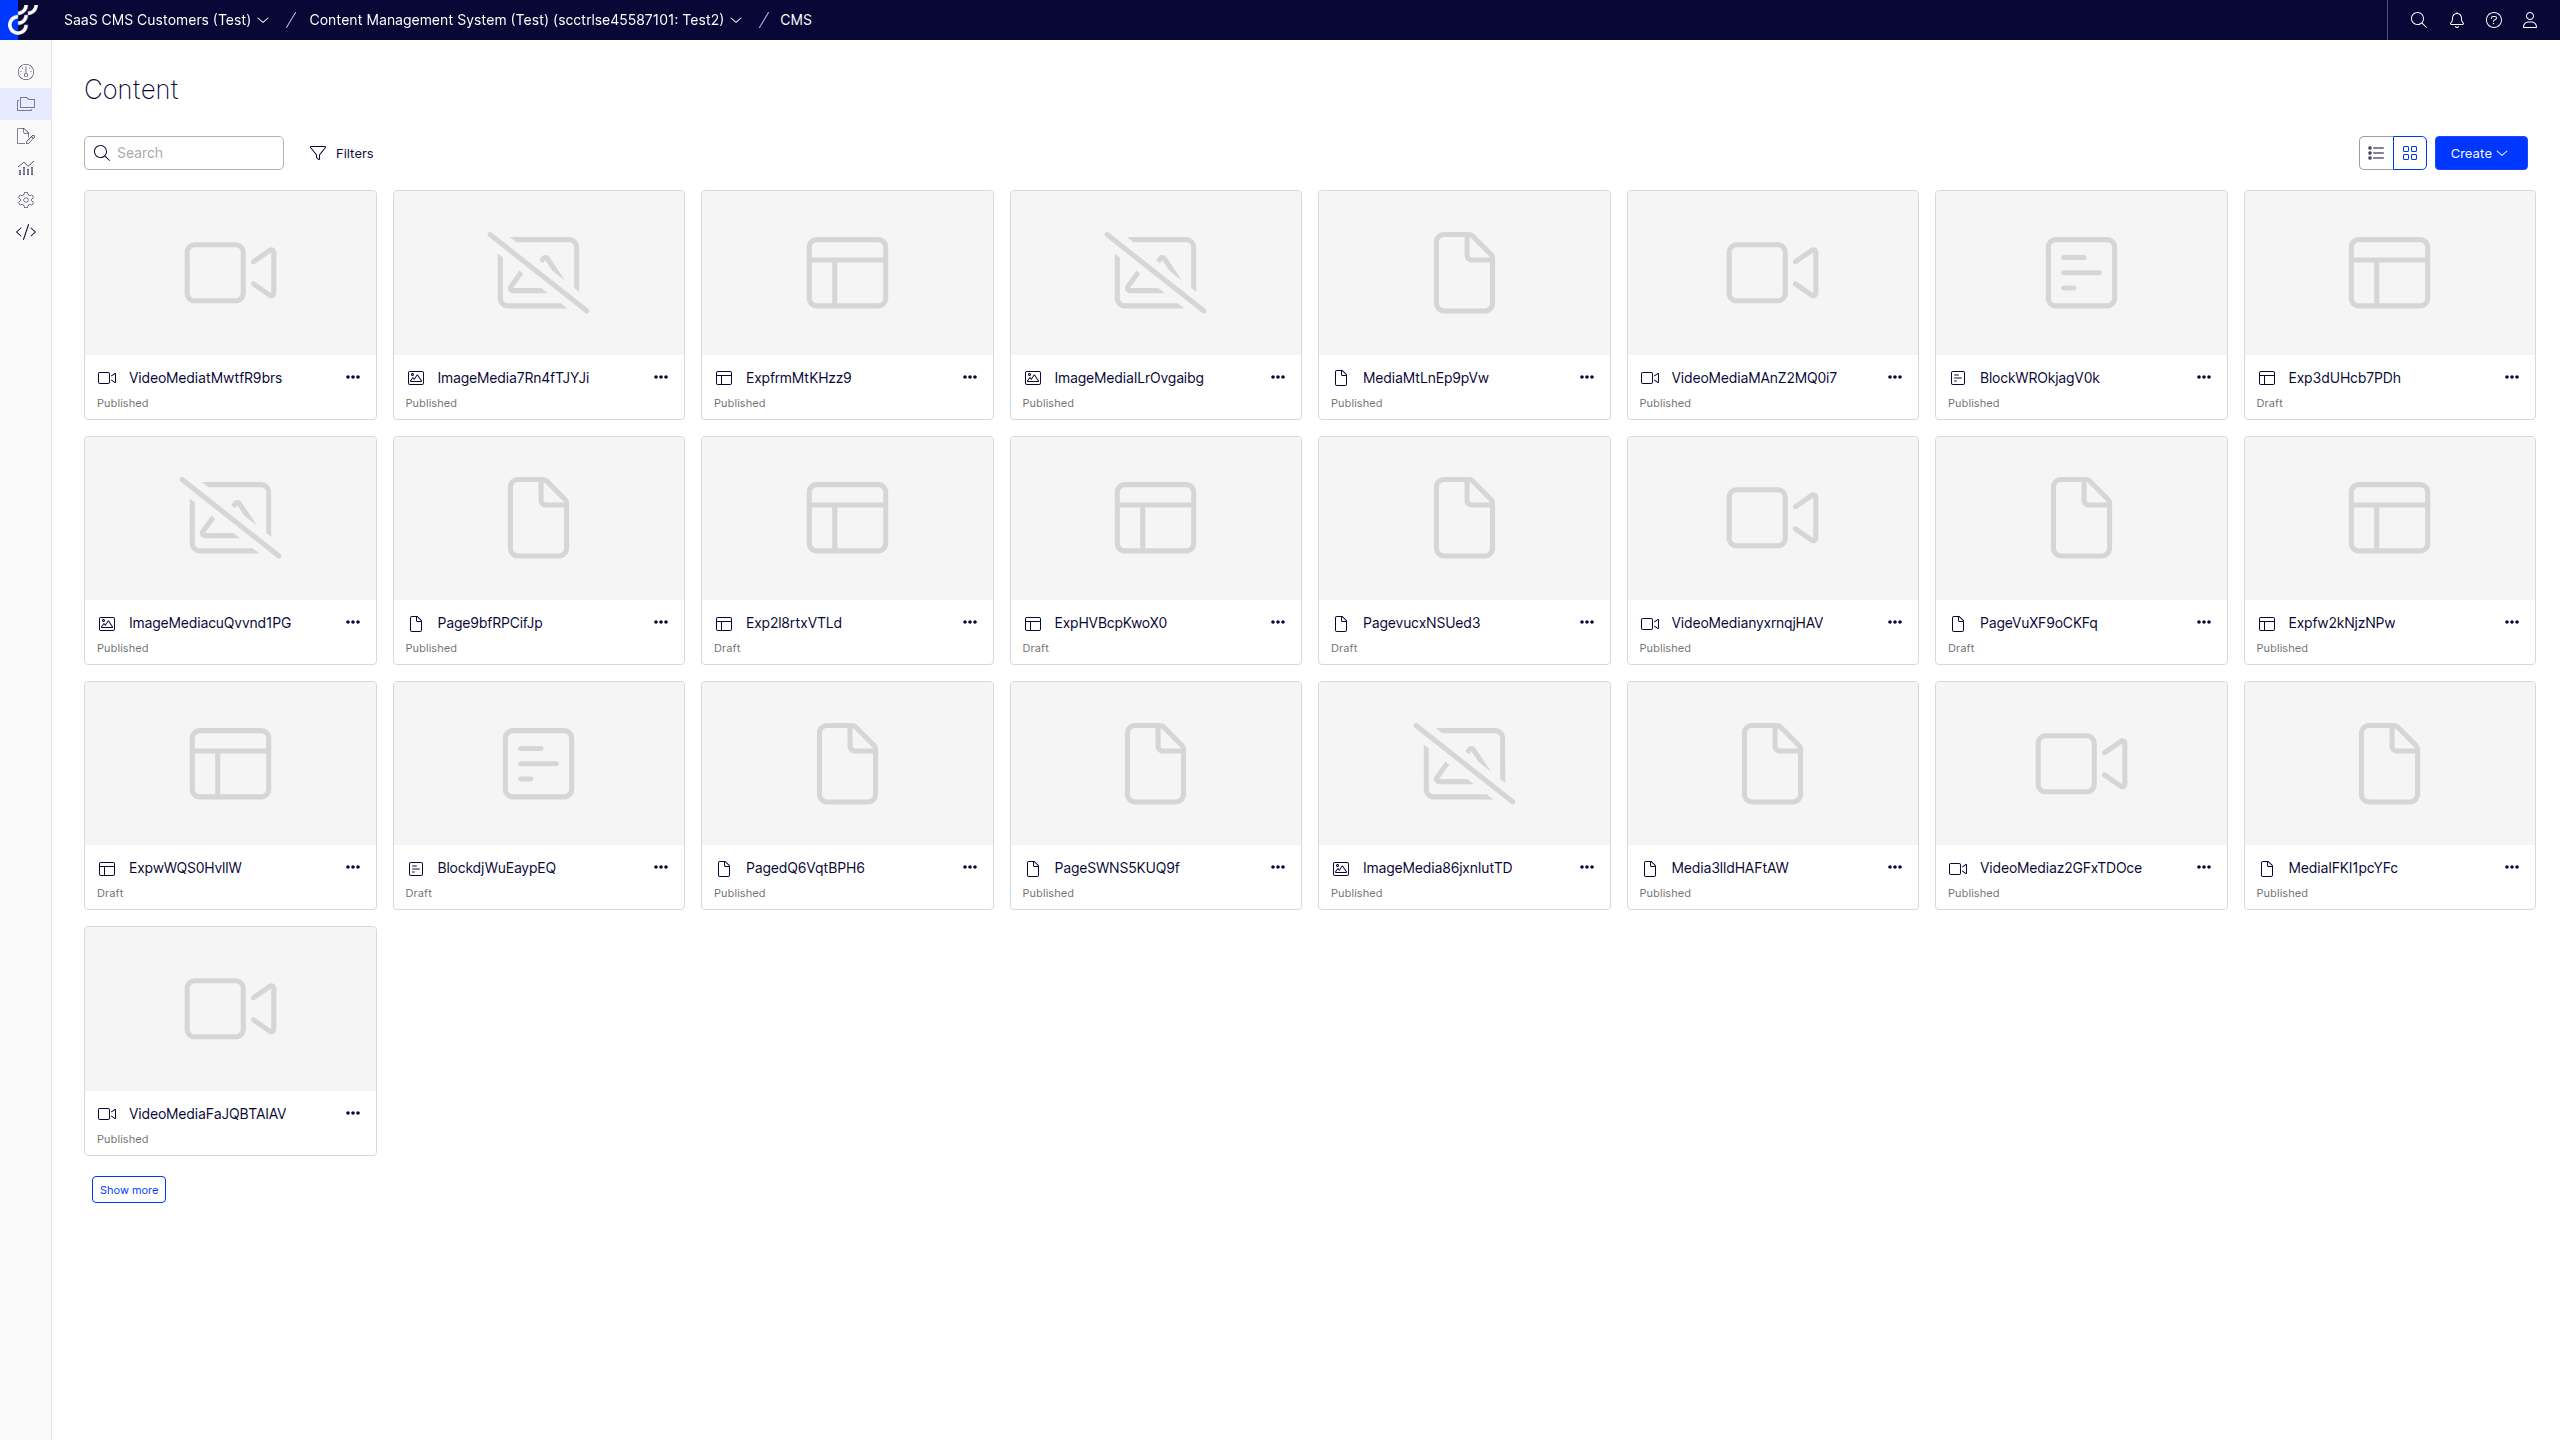 SaaS CMS Customers (Test) / Content Management System (Test) (scctrlse45587101: Test2) / CMS
Content
Search Filters Create
VideoMediatMwtfR9brs ImageMedia7Rn4fTJYJi ExpfrmMtKHzz9 ImageMediaILrOvgaibg MediaMtLnEp9pVw VideoMediaMAnZ2MQ0i7 BlockWROkjagV0k Exp3dUHcb7PDh
Published Published Published Published Published Published Published Draft
ImageMediacuQvvnd1PG Page9bfRPCifJp Exp2I8rtxVTLd ExpHVBcpKwoX0 PagevucxNSUed3 VideoMedianyxrnqjHAV PageVuXF9oCKFq Expfw2kNjzNPw
Published Published Draft Draft Draft Published Draft Published
ExpwWQS0HvlIW BlockdjWuEaypEQ PagedQ6VqtBPH6 PageSWNS5KUQ9f ImageMedia86jxnlutTD Media3lldHAFtAW VideoMediaz2GFxTDOce MediaIFKl1pcYFc
Draft Draft Published Published Published Published Published Published
VideoMediaFaJQBTAIAV
Published
Show more